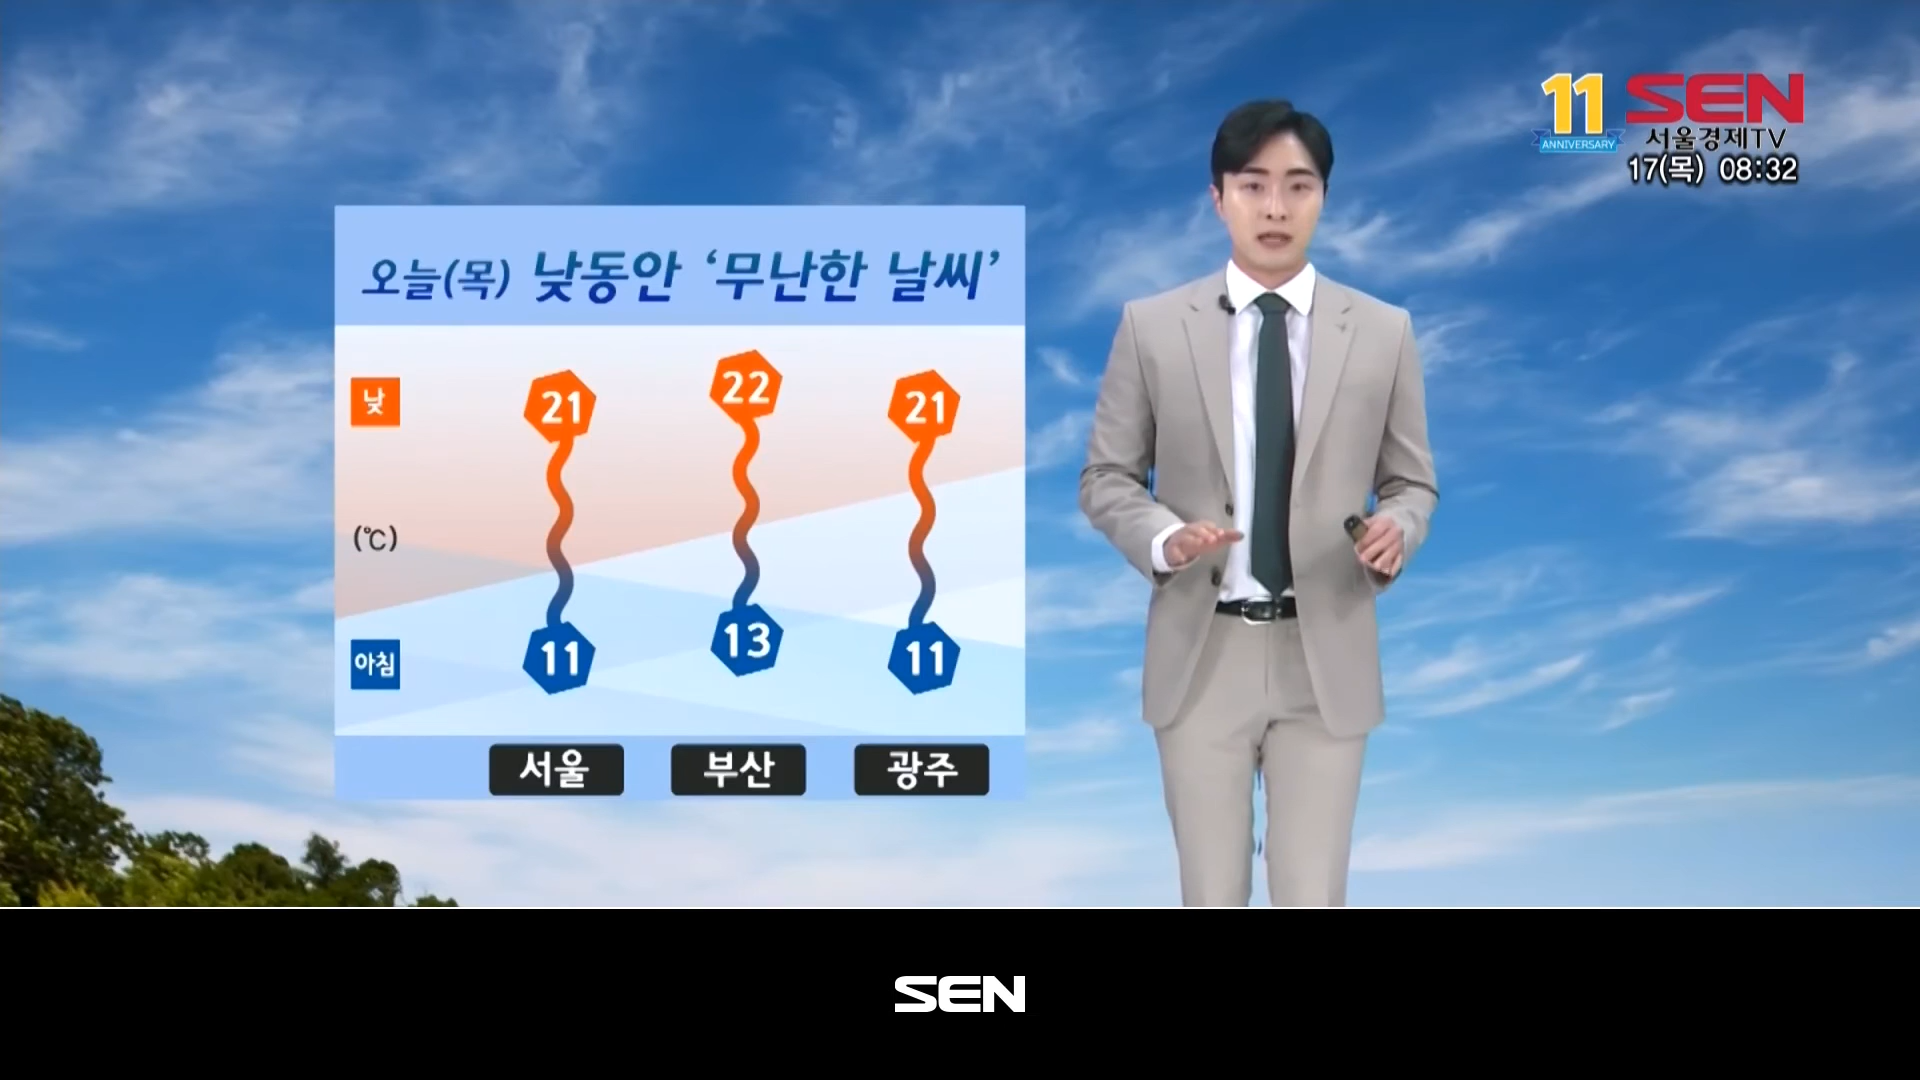 11 SEN
ANNIVERSARY 서울경제TV
17(목) 08:32
오늘(목) 낮동안 ‘무난한 날씨’
낮 21 22 21
(℃)
아침 11 13 11
서울 부산 광주
SEN